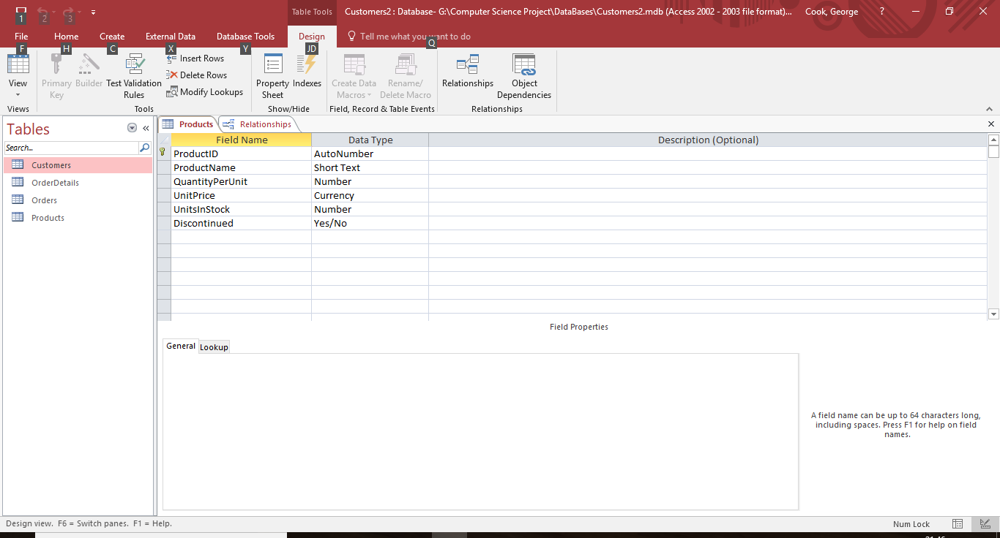 Table Tools
Customers2 : Database- G:\Computer Science Project\DataBases\Customers2.mdb (Access 2002 - 2003 file format)...
Cook, George
?
1
2
3
File
Home
Create
External Data
Database Tools
Design
Tell me what you want to do
F
H
C
X
Y
JD
Q
View
Primary Key
Builder
Test Validation Rules
Insert Rows
Delete Rows
Modify Lookups
Property Sheet
Indexes
Create Data Macros
Rename/ Delete Macro
Relationships
Object Dependencies
Views
Tools
Show/Hide
Field, Record & Table Events
Relationships
Tables
Search...
Customers
OrderDetails
Orders
Products
Products
Relationships
Field Name Data Type Description (Optional)
ProductID AutoNumber
ProductName Short Text
QuantityPerUnit Number
UnitPrice Currency
UnitsInStock Number
Discontinued Yes/No
Field Properties
General
Lookup
A field name can be up to 64 characters long,
including spaces. Press F1 for help on field
names.
Design view. F6 = Switch panes. F1 = Help.
Num Lock